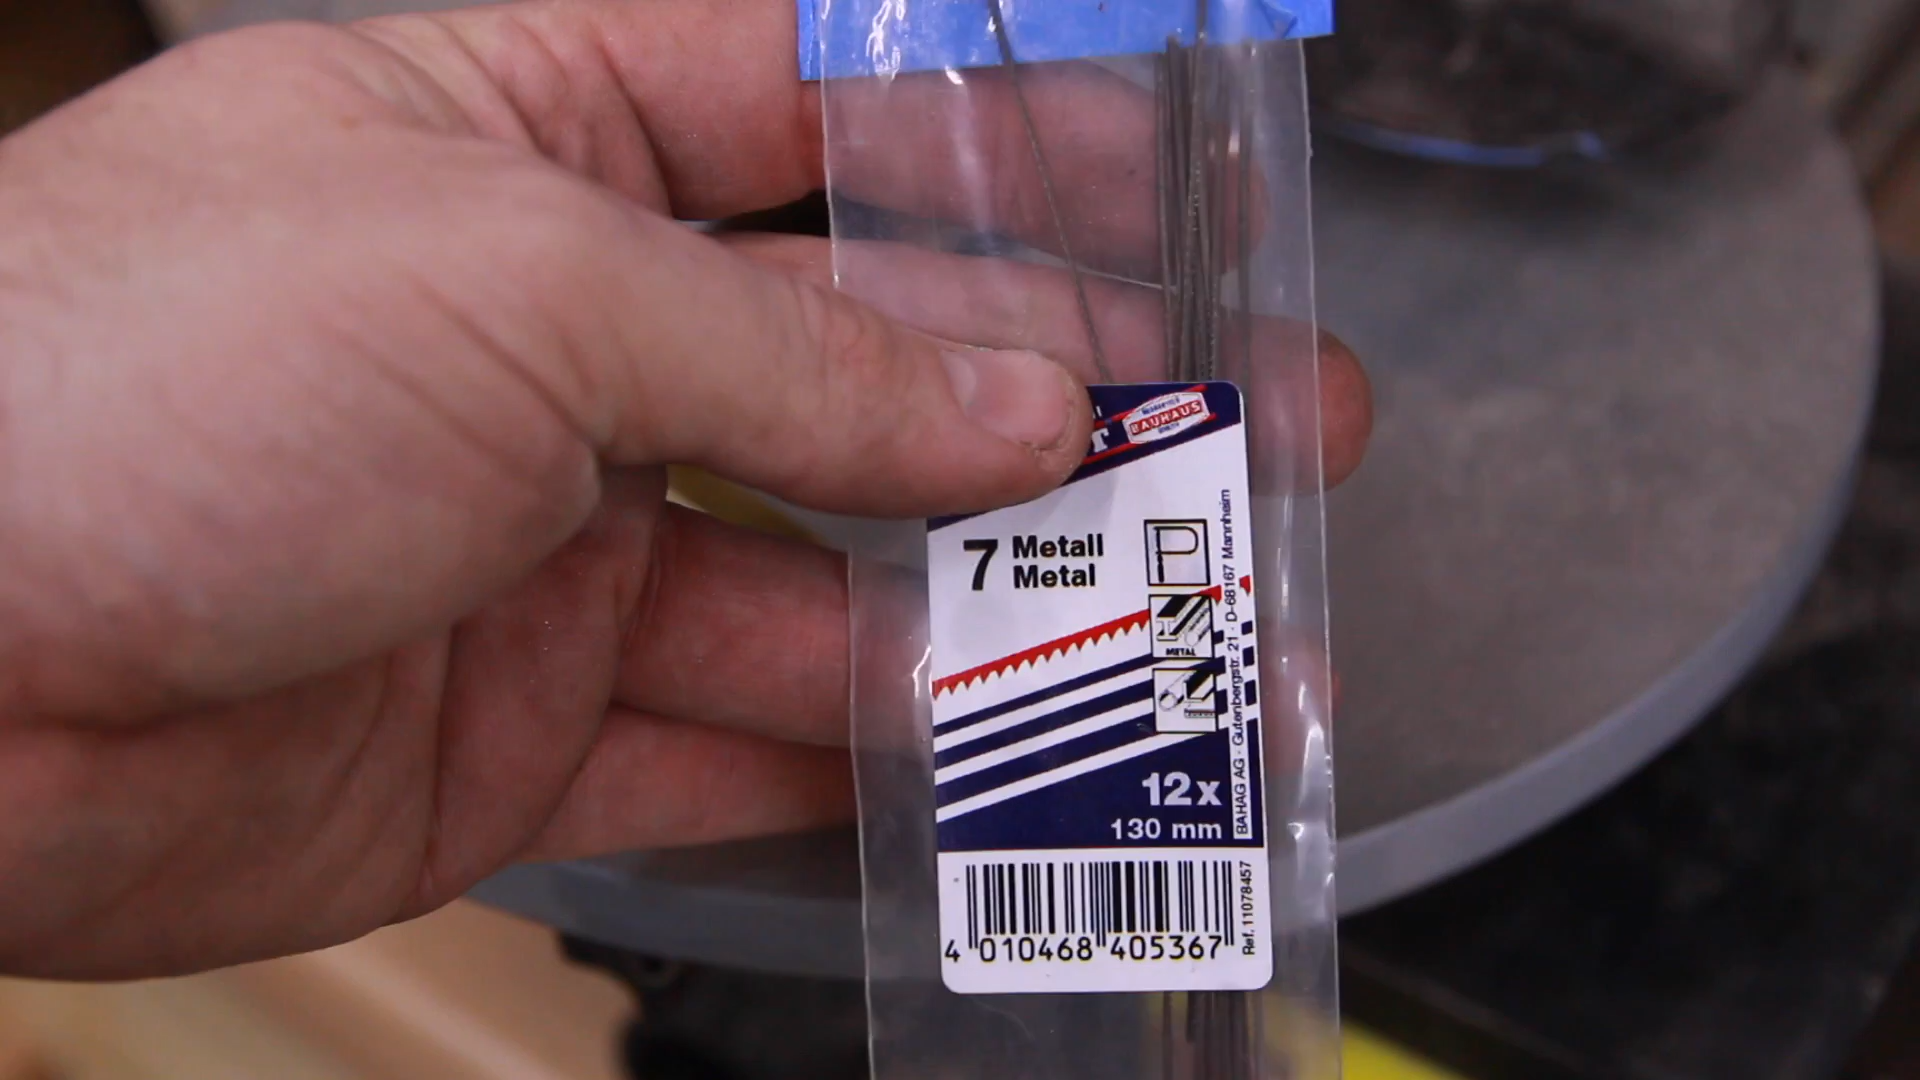 BAUHAUS
7 Metall
Metal
METAL
12x
130 mm
BAHAG AG · Gutenbergstr. 21 · D-68167 Mannheim
4 010468 405367
Ref. 11078457